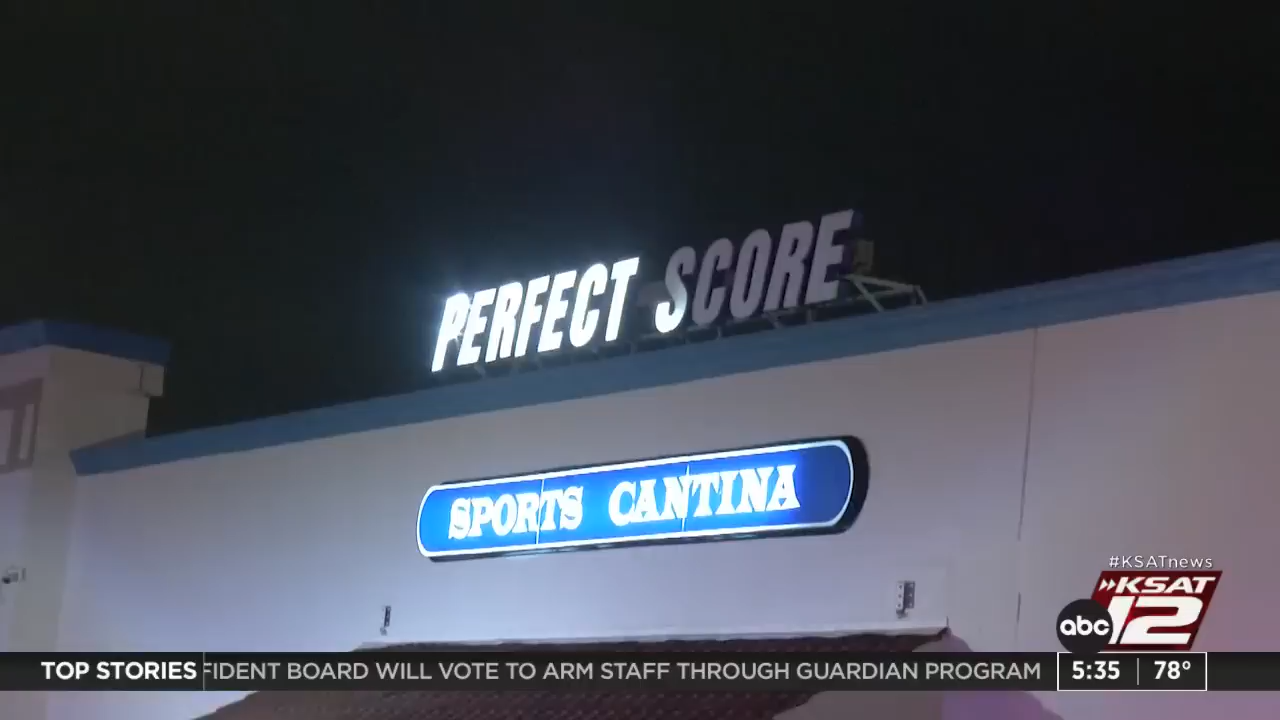 PERFECT SCORE
SPORTS CANTINA
#KSATnews
KSAT
abc 12
TOP STORIES FIDENT BOARD WILL VOTE TO ARM STAFF THROUGH GUARDIAN PROGRAM 5:35 78°